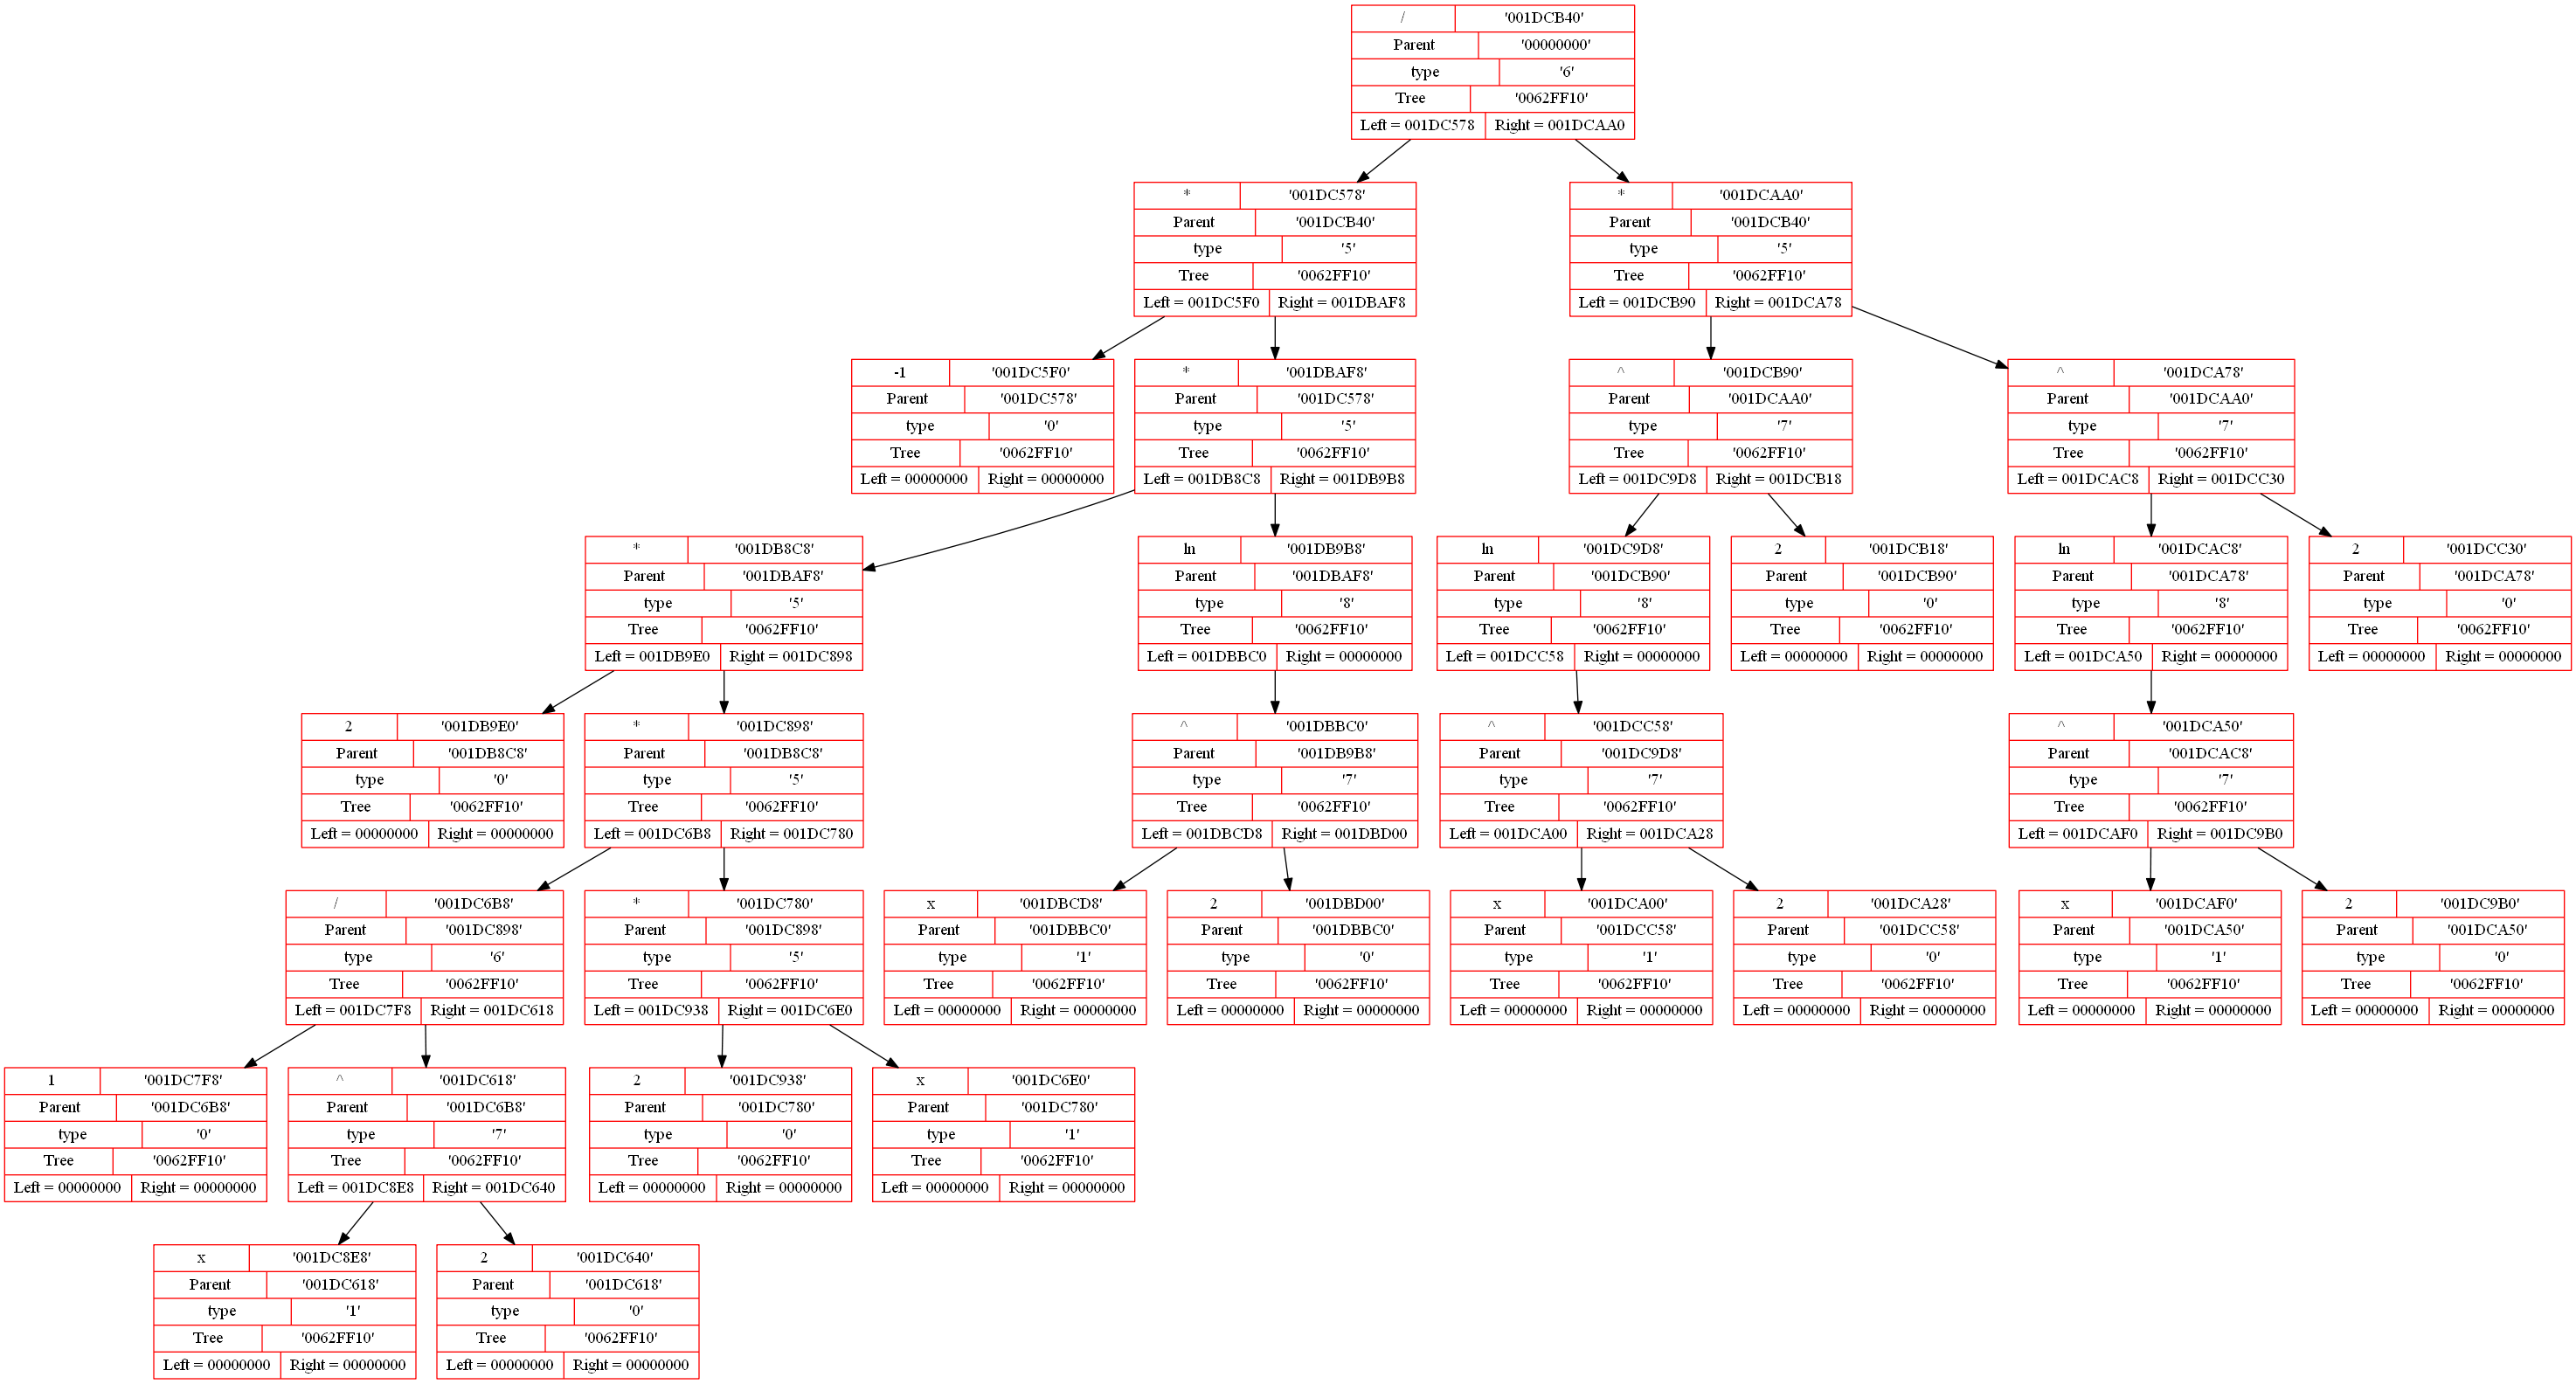 / '001DCB40'
Parent '00000000'
type '6'
Tree '0062FF10'
Left = 001DC578 Right = 001DCAA0
* '001DC578'
Parent '001DCB40'
type '5'
Tree '0062FF10'
Left = 001DC5F0 Right = 001DBAF8
* '001DCAA0'
Parent '001DCB40'
type '5'
Tree '0062FF10'
Left = 001DCB90 Right = 001DCA78
-1 '001DC5F0'
Parent '001DC578'
type '0'
Tree '0062FF10'
Left = 00000000 Right = 00000000
* '001DBAF8'
Parent '001DC578'
type '5'
Tree '0062FF10'
Left = 001DB8C8 Right = 001DB9B8
^ '001DCB90'
Parent '001DCAA0'
type '7'
Tree '0062FF10'
Left = 001DC9D8 Right = 001DCB18
^ '001DCA78'
Parent '001DCAA0'
type '7'
Tree '0062FF10'
Left = 001DCAC8 Right = 001DCC30
* '001DB8C8'
Parent '001DBAF8'
type '5'
Tree '0062FF10'
Left = 001DB9E0 Right = 001DC898
ln '001DB9B8'
Parent '001DBAF8'
type '8'
Tree '0062FF10'
Left = 001DBBC0 Right = 00000000
ln '001DC9D8'
Parent '001DCB90'
type '8'
Tree '0062FF10'
Left = 001DCC58 Right = 00000000
2 '001DCB18'
Parent '001DCB90'
type '0'
Tree '0062FF10'
Left = 00000000 Right = 00000000
ln '001DCAC8'
Parent '001DCA78'
type '8'
Tree '0062FF10'
Left = 001DCA50 Right = 00000000
2 '001DCC30'
Parent '001DCA78'
type '0'
Tree '0062FF10'
Left = 00000000 Right = 00000000
2 '001DB9E0'
Parent '001DB8C8'
type '0'
Tree '0062FF10'
Left = 00000000 Right = 00000000
* '001DC898'
Parent '001DB8C8'
type '5'
Tree '0062FF10'
Left = 001DC6B8 Right = 001DC780
^ '001DBBC0'
Parent '001DB9B8'
type '7'
Tree '0062FF10'
Left = 001DBCD8 Right = 001DBD00
^ '001DCC58'
Parent '001DC9D8'
type '7'
Tree '0062FF10'
Left = 001DCA00 Right = 001DCA28
^ '001DCA50'
Parent '001DCAC8'
type '7'
Tree '0062FF10'
Left = 001DCAF0 Right = 001DC9B0
/ '001DC6B8'
Parent '001DC898'
type '6'
Tree '0062FF10'
Left = 001DC7F8 Right = 001DC618
* '001DC780'
Parent '001DC898'
type '5'
Tree '0062FF10'
Left = 001DC938 Right = 001DC6E0
x '001DBCD8'
Parent '001DBBC0'
type '1'
Tree '0062FF10'
Left = 00000000 Right = 00000000
2 '001DBD00'
Parent '001DBBC0'
type '0'
Tree '0062FF10'
Left = 00000000 Right = 00000000
x '001DCA00'
Parent '001DCC58'
type '1'
Tree '0062FF10'
Left = 00000000 Right = 00000000
2 '001DCA28'
Parent '001DCC58'
type '0'
Tree '0062FF10'
Left = 00000000 Right = 00000000
x '001DCAF0'
Parent '001DCA50'
type '1'
Tree '0062FF10'
Left = 00000000 Right = 00000000
2 '001DC9B0'
Parent '001DCA50'
type '0'
Tree '0062FF10'
Left = 00000000 Right = 00000000
1 '001DC7F8'
Parent '001DC6B8'
type '0'
Tree '0062FF10'
Left = 00000000 Right = 00000000
^ '001DC618'
Parent '001DC6B8'
type '7'
Tree '0062FF10'
Left = 001DC8E8 Right = 001DC640
2 '001DC938'
Parent '001DC780'
type '0'
Tree '0062FF10'
Left = 00000000 Right = 00000000
x '001DC6E0'
Parent '001DC780'
type '1'
Tree '0062FF10'
Left = 00000000 Right = 00000000
x '001DC8E8'
Parent '001DC618'
type '1'
Tree '0062FF10'
Left = 00000000 Right = 00000000
2 '001DC640'
Parent '001DC618'
type '0'
Tree '0062FF10'
Left = 00000000 Right = 00000000